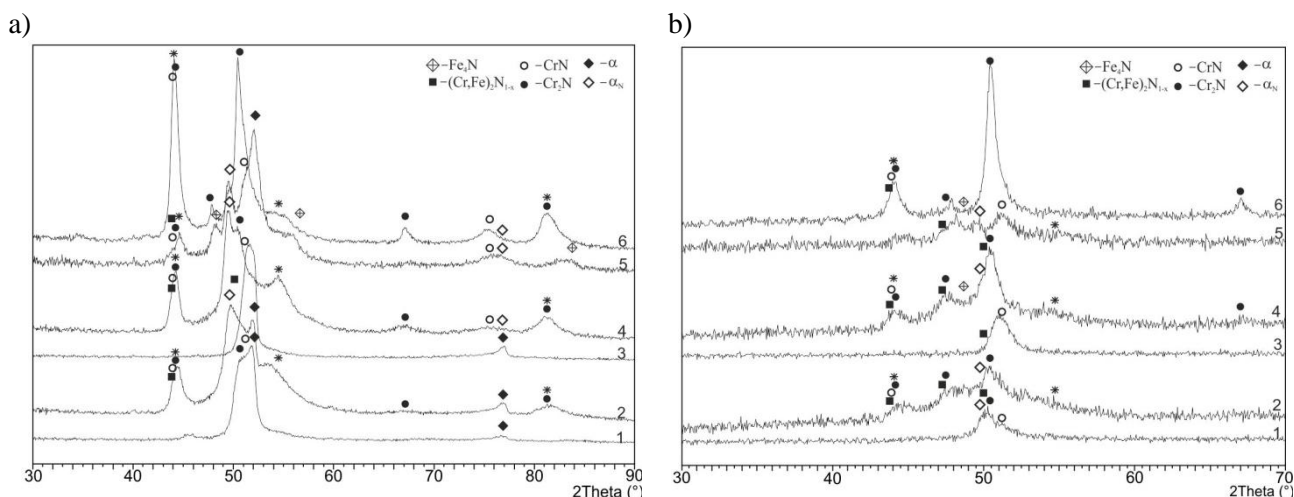 a)
b)
–Fe₄N –CrN –α
–(Cr,Fe)₂N₁₋ₓ –Cr₂N –α_N
6
5
4
3
2
1
30 40 50 60 70 80 90
2Theta (°)
–Fe₄N –CrN –α
–(Cr,Fe)₂N₁₋ₓ –Cr₂N –α_N
6
5
4
3
2
1
30 40 50 60 70
2Theta (°)